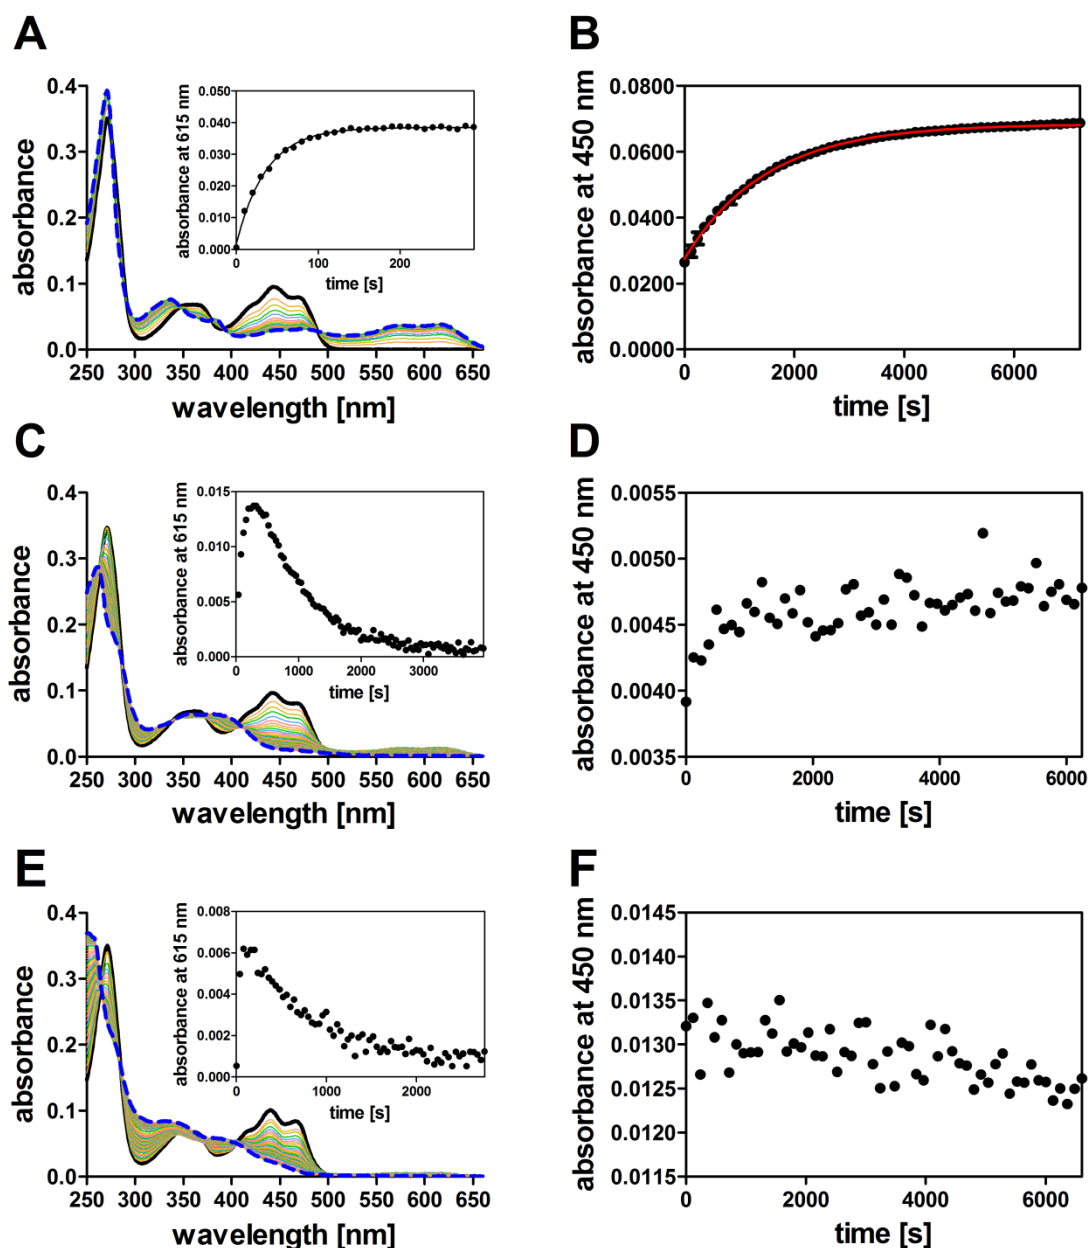 A
absorbance
0.4
0.3
0.2
0.1
0.0
250 300 350 400 450 500 550 600 650
wavelength [nm]
absorbance at 615 nm
0.050
0.040
0.030
0.020
0.010
0.000
0 100 200
time [s]
B
absorbance at 450 nm
0.0800
0.0600
0.0400
0.0200
0.0000
0 2000 4000 6000
time [s]
C
absorbance
0.4
0.3
0.2
0.1
0.0
250 300 350 400 450 500 550 600 650
wavelength [nm]
absorbance at 615 nm
0.015
0.010
0.005
0.000
0 1000 2000 3000
time [s]
D
absorbance at 450 nm
0.0055
0.0050
0.0045
0.0040
0.0035
0 2000 4000 6000
time [s]
E
absorbance
0.4
0.3
0.2
0.1
0.0
250 300 350 400 450 500 550 600 650
wavelength [nm]
absorbance at 615 nm
0.008
0.006
0.004
0.002
0.000
0 1000 2000
time [s]
F
absorbance at 450 nm
0.0145
0.0140
0.0135
0.0130
0.0125
0.0120
0.0115
0 2000 4000 6000
time [s]